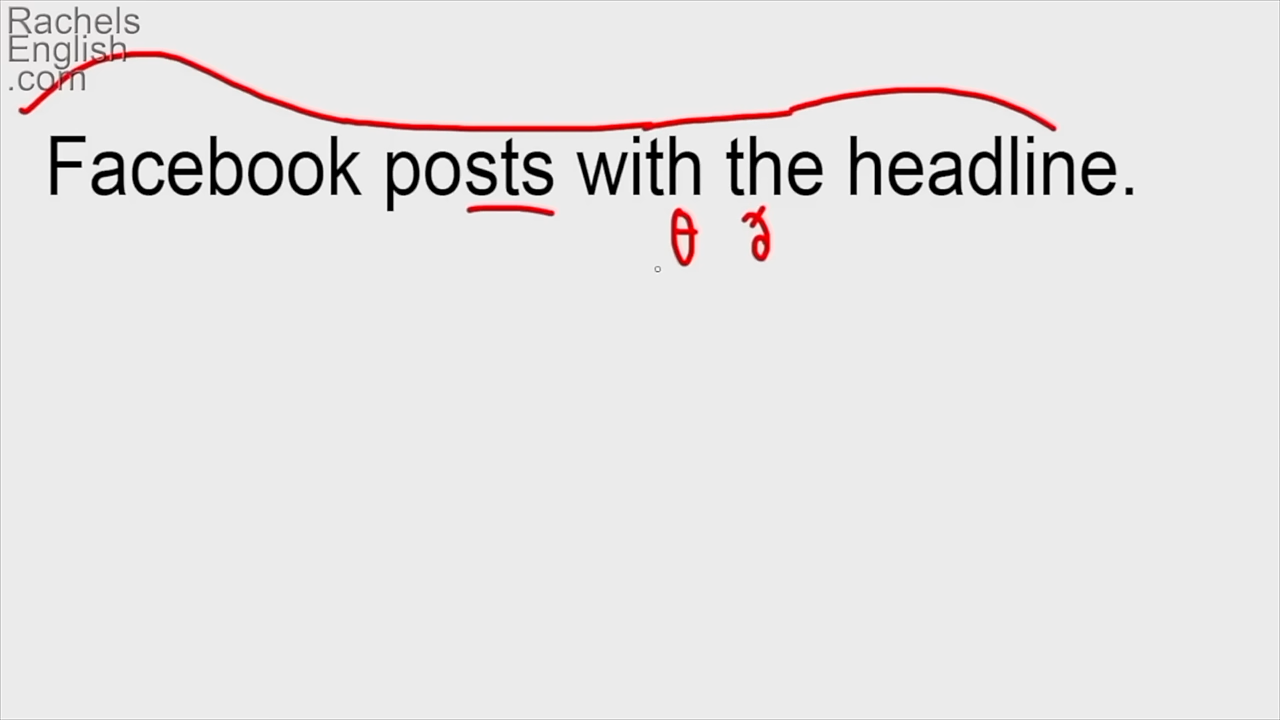 Rachels
English
.com
Facebook posts with the headline.
θ ð